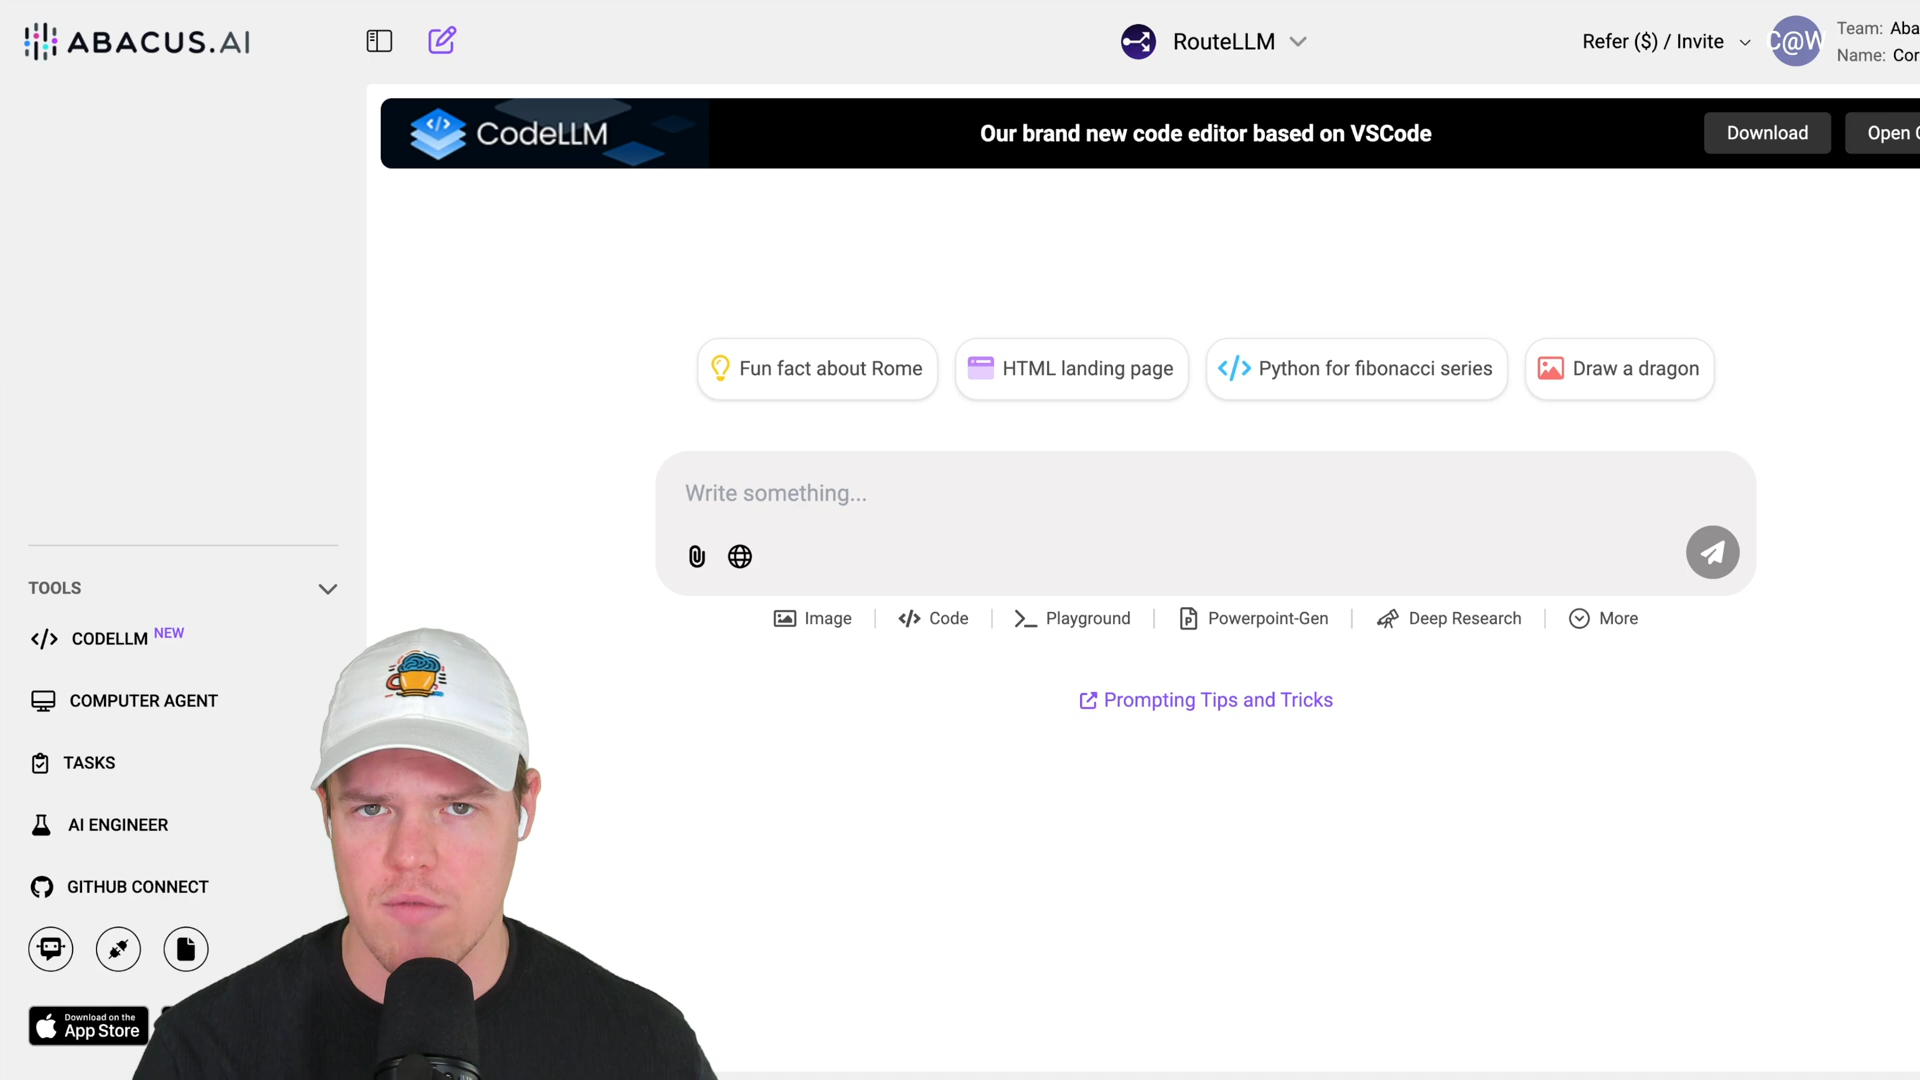 ABACUS.AI
RouteLLM
Refer ($) / Invite
C@W
Team: Aba
Name: Cor
CodeLLM
Our brand new code editor based on VSCode
Download
Open
Fun fact about Rome
HTML landing page
Python for fibonacci series
Draw a dragon
Write something...
Image
Code
Playground
Powerpoint-Gen
Deep Research
More
Prompting Tips and Tricks
TOOLS
CODELLM NEW
COMPUTER AGENT
TASKS
AI ENGINEER
GITHUB CONNECT
Download on the
App Store